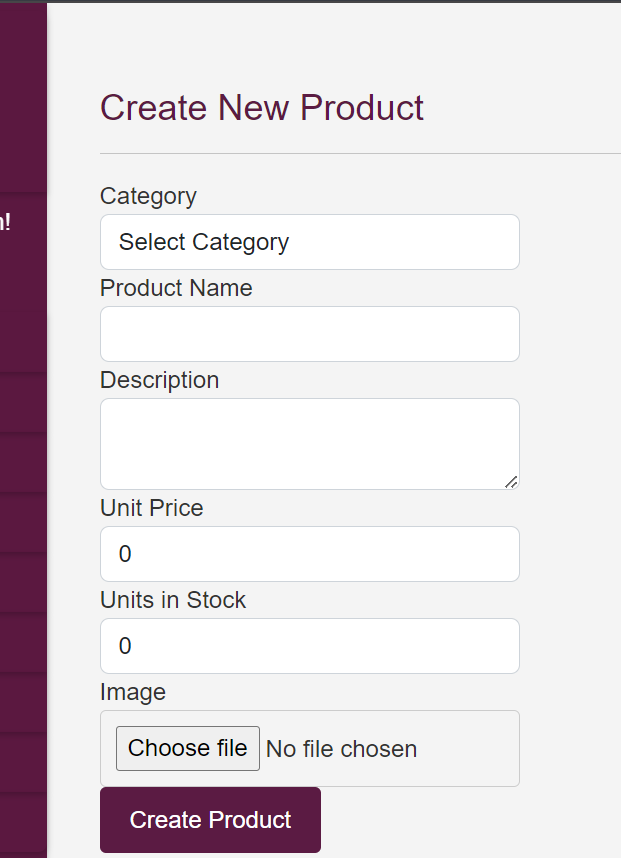 Create New Product
Category
Select Category
Product Name
Description
Unit Price
0
Units in Stock
0
Image
Choose file No file chosen
Create Product